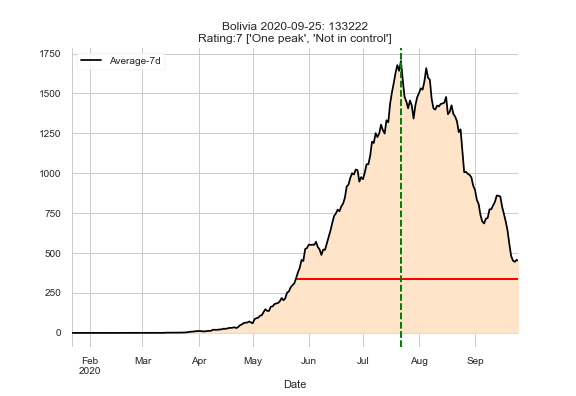 Bolivia 2020-09-25: 133222
Rating:7 ['One peak', 'Not in control']
Average-7d
1750
1500
1250
1000
750
500
250
0
Feb Mar Apr May Jun Jul Aug Sep
2020
Date